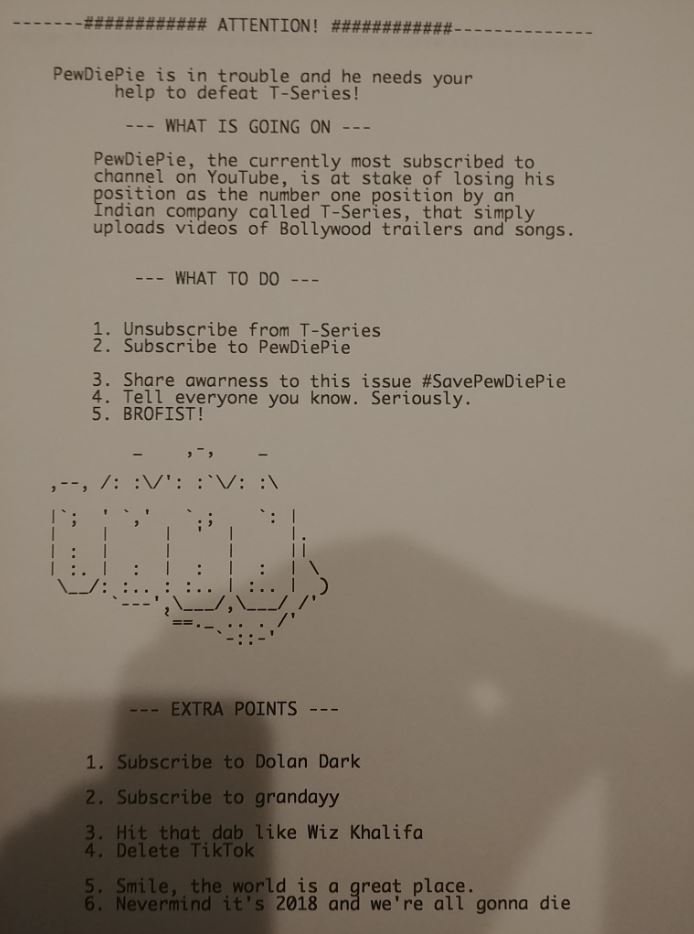 -------############ ATTENTION! ############--------------
PewDiePie is in trouble and he needs your
help to defeat T-Series!
--- WHAT IS GOING ON ---
PewDiePie, the currently most subscribed to
channel on YouTube, is at stake of losing his
position as the number one position by an
Indian company called T-Series, that simply
uploads videos of Bollywood trailers and songs.
--- WHAT TO DO ---
1. Unsubscribe from T-Series
2. Subscribe to PewDiePie
3. Share awarness to this issue #SavePewDiePie
4. Tell everyone you know. Seriously.
5. BROFIST!
--- EXTRA POINTS ---
1. Subscribe to Dolan Dark
2. Subscribe to grandayy
3. Hit that dab like Wiz Khalifa
4. Delete TikTok
5. Smile, the world is a great place.
6. Nevermind it's 2018 and we're all gonna die